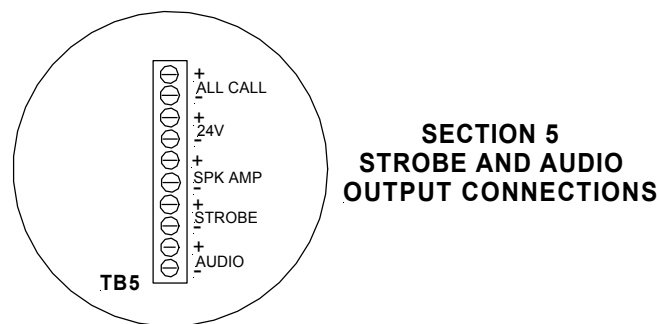 +
ALL CALL
-
+
24V
-
+
SPK AMP
-
+
STROBE
-
+
AUDIO
-
TB5
SECTION 5
STROBE AND AUDIO
OUTPUT CONNECTIONS